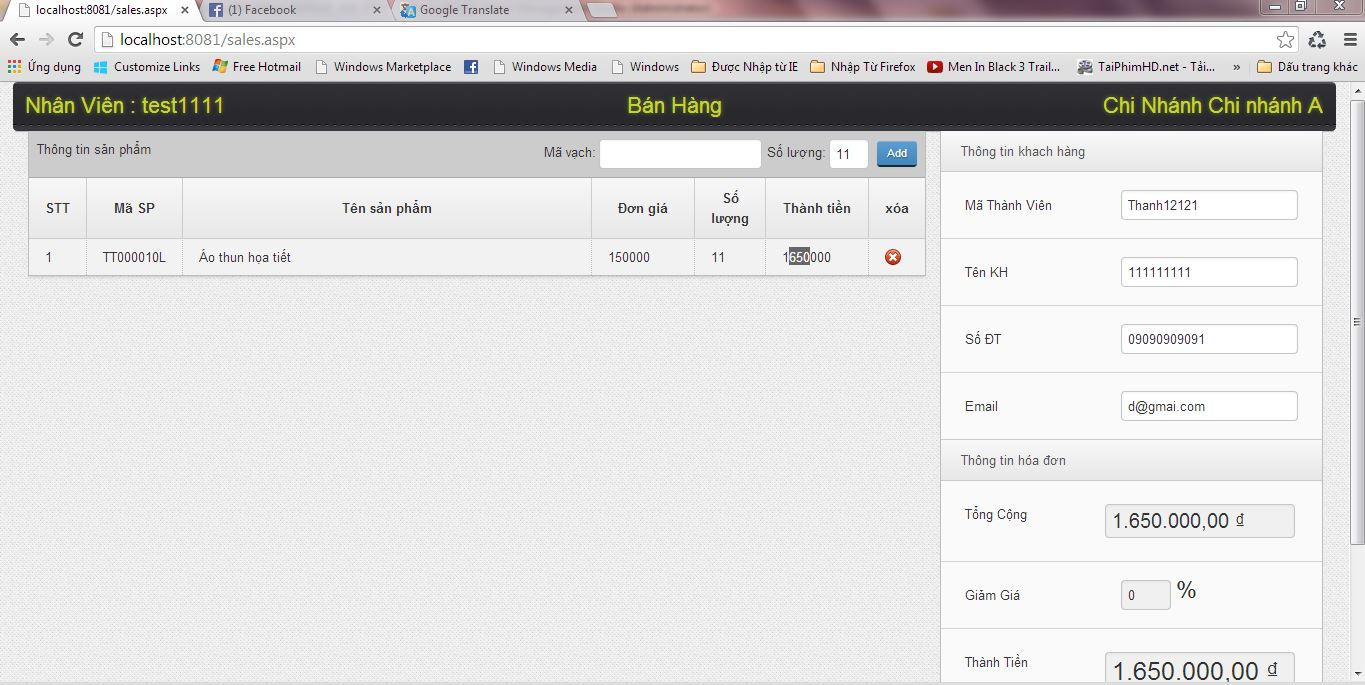 localhost:8081/sales.aspx
(1) Facebook
Google Translate
localhost:8081/sales.aspx
Ứng dụng
Customize Links
Free Hotmail
Windows Marketplace
Windows Media
Windows
Được Nhập từ IE
Nhập Từ Firefox
Men In Black 3 Trail...
TaiPhimHD.net - Tải...
»
Dấu trang khác
Nhân Viên : test1111
Bán Hàng
Chi Nhánh Chi nhánh A
Thông tin sản phẩm
Mã vạch:
Số lượng: 11
Add
STT Mã SP Tên sản phẩm Đơn giá Số lượng Thành tiền xóa
1 TT000010L Áo thun họa tiết 150000 11 1650000
Thông tin khach hàng
Mã Thành Viên Thanh12121
Tên KH 111111111
Số ĐT 09090909091
Email d@gmai.com
Thông tin hóa đơn
Tổng Cộng 1.650.000,00 ₫
Giảm Giá 0 %
Thành Tiền 1.650.000,00 ₫